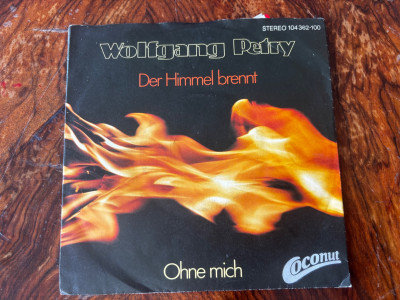 STEREO 104 362-100
Wolfgang Petry
Der Himmel brennt
Ohne mich
Coconut